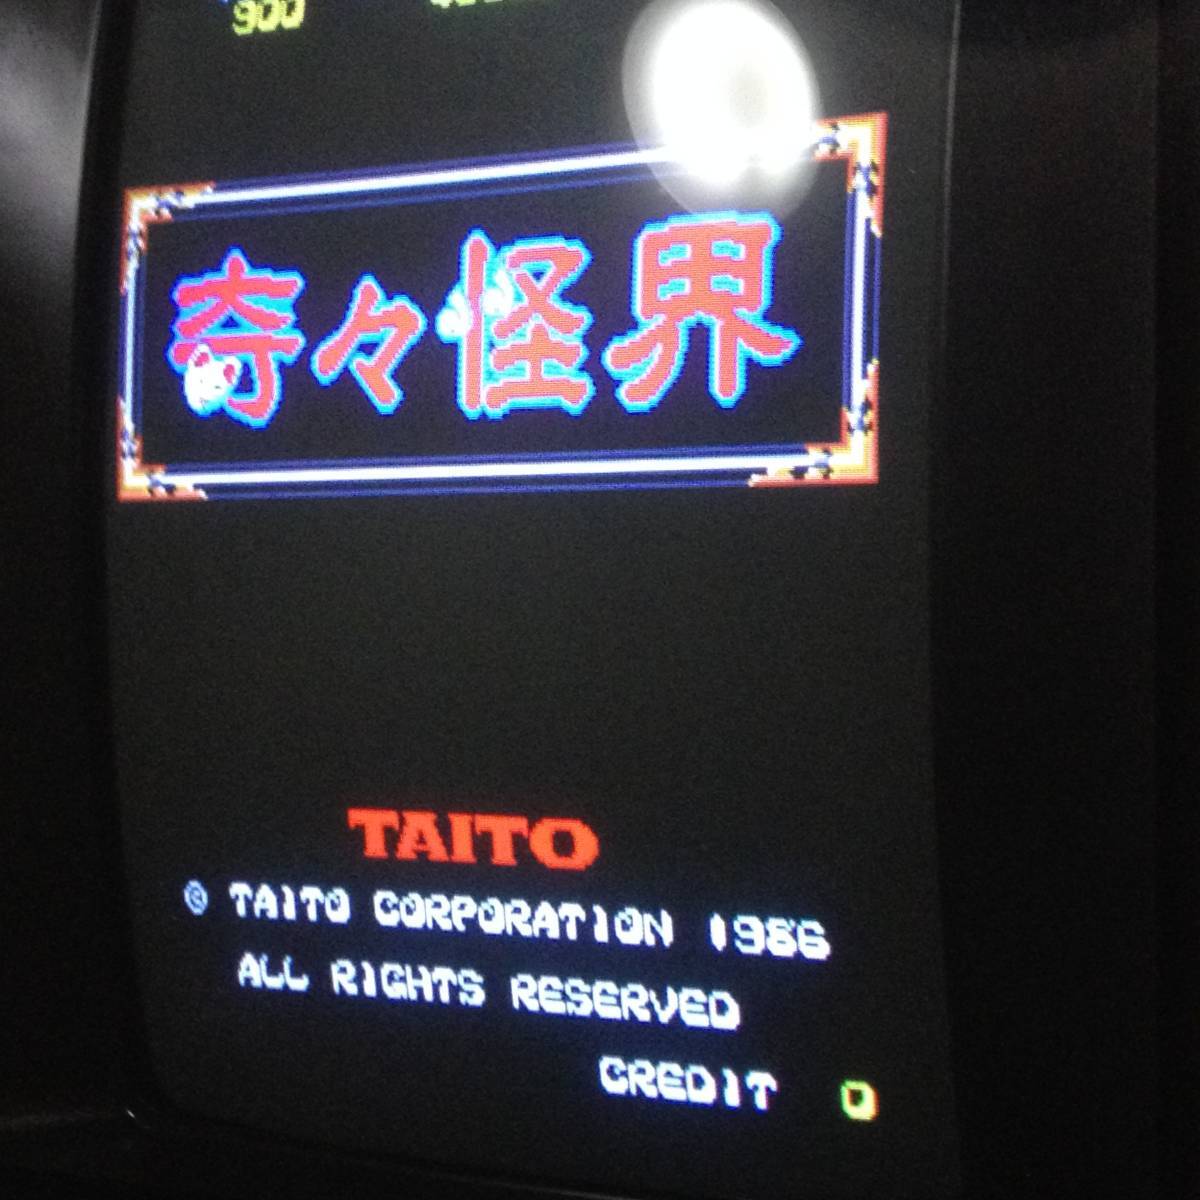 900
奇々怪界
TAITO
© TAITO CORPORATION 1986
ALL RIGHTS RESERVED
CREDIT 0